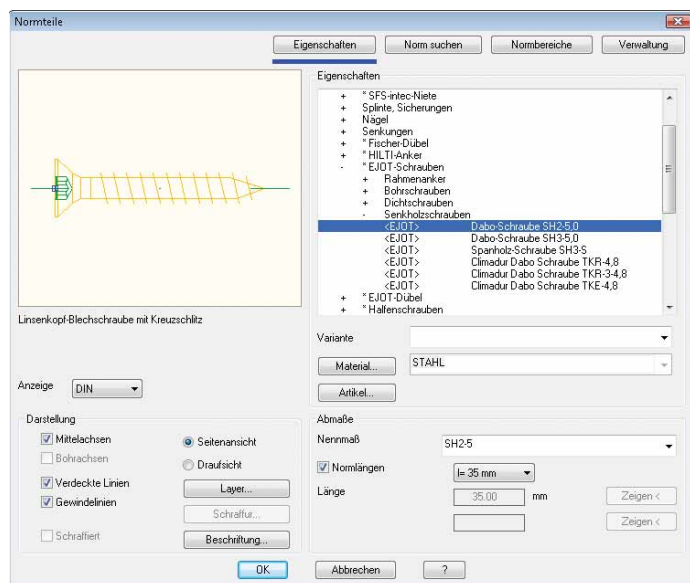 Normteile
Eigenschaften
Norm suchen
Normbereiche
Verwaltung
Linsenkopf-Blechschraube mit Kreuzschlitz
Anzeige DIN
Eigenschaften
+ * SFS-intec-Niete
+ Splinte, Sicherungen
+ Nägel
+ Senkungen
+ * Fischer-Dübel
+ * HILTI-Anker
- * EJOT-Schrauben
+ Rahmenanker
+ Bohrschrauben
+ Dichtschrauben
- Senkholzschrauben
<EJOT> Dabo-Schraube SH2-5,0
<EJOT> Dabo-Schraube SH3-5,0
<EJOT> Spanholz-Schraube SH3-S
<EJOT> Climadur Dabo Schraube TKR-4,8
<EJOT> Climadur Dabo Schraube TKR-3-4,8
<EJOT> Climadur Dabo Schraube TKE-4,8
+ * EJOT-Dübel
+ * Halfenschrauben
Variante
Material... STAHL
Artikel...
Darstellung
Mittelachsen
Bohrachsen
Verdeckte Linien
Gewindelinien
Schraffiert
Seitenansicht
Draufsicht
Layer...
Schraffur...
Beschriftung...
Abmaße
Nennmaß SH2-5
Normlängen l= 35 mm
Länge 35.00 mm Zeigen <
Zeigen <
OK
Abbrechen
?